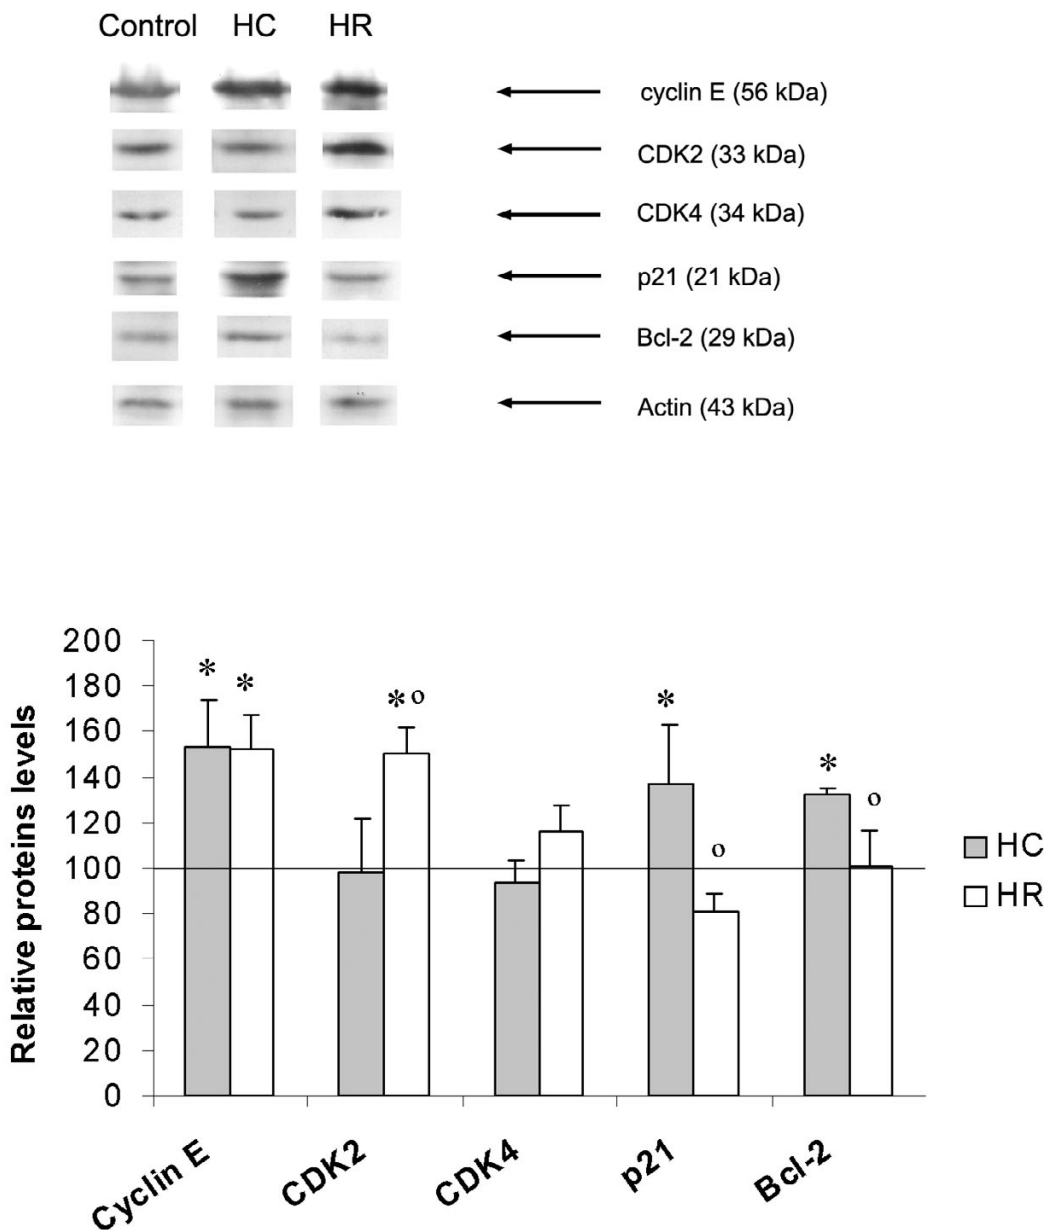 Control HC HR
cyclin E (56 kDa)
CDK2 (33 kDa)
CDK4 (34 kDa)
p21 (21 kDa)
Bcl-2 (29 kDa)
Actin (43 kDa)
Relative proteins levels
200
180
160
140
120
100
80
60
40
20
0
* *
* o
* o
* o
HC
HR
Cyclin E CDK2 CDK4 p21 Bcl-2